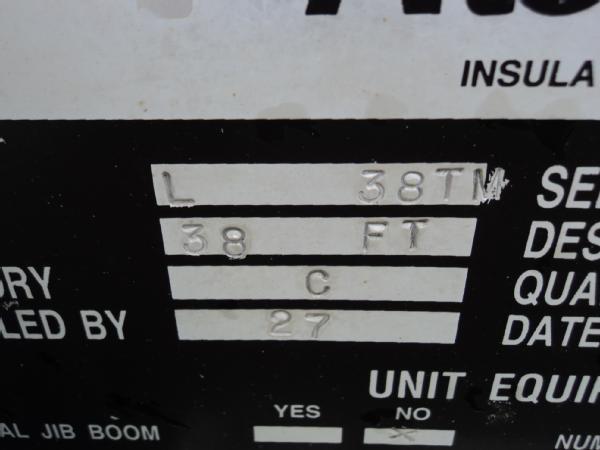 INSULA
L 38TM SE
38 FT DES
RY C QUA
LED BY 27 DATE
UNIT EQUI
YES NO
AL JIB BOOM X NUM